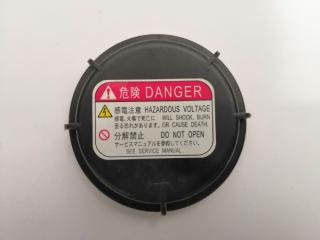 危険 DANGER
感電注意 HAZARDOUS VOLTAGE
感電、火傷で死亡に WILL SHOCK, BURN
至る恐れがあります。 OR CAUSE DEATH.
分解禁止 DO NOT OPEN
サービスマニュアルを参照してください。
SEE SERVICE MANUAL